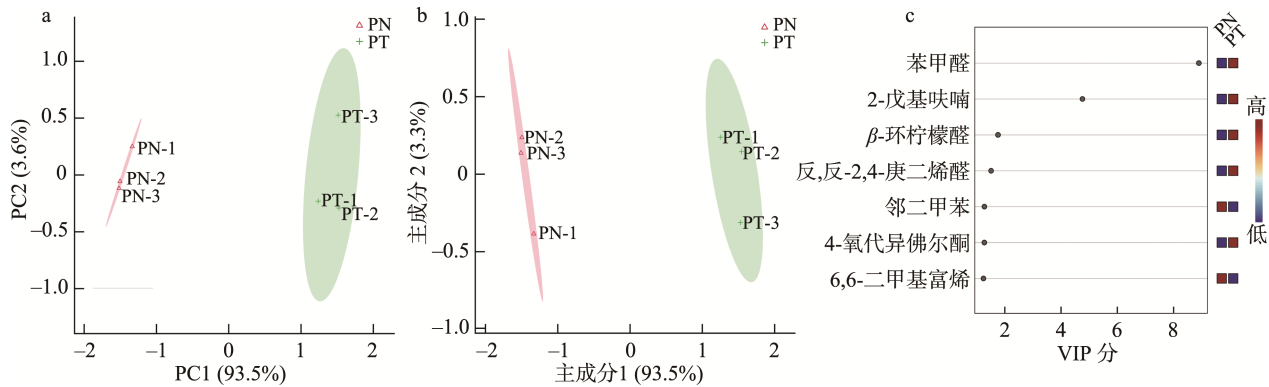 a
PN
PT
1.0
0.5
0
−0.5
−1.0
PC2 (3.6%)
PN-1
PN-2
PN-3
PT-3
PT-1
PT-2
−2
−1
0
1
2
PC1 (93.5%)
b
PN
PT
1.0
0.5
0
−0.5
−1.0
主成分 2 (3.3%)
PN-2
PN-3
PN-1
PT-1
PT-2
PT-3
−2
−1
0
1
2
主成分1 (93.5%)
c
PN
PT
苯甲醛
2-戊基呋喃
β-环柠檬醛
反,反-2,4-庚二烯醛
邻二甲苯
4-氧代异佛尔酮
6,6-二甲基富烯
2
4
6
8
VIP 分
高
低